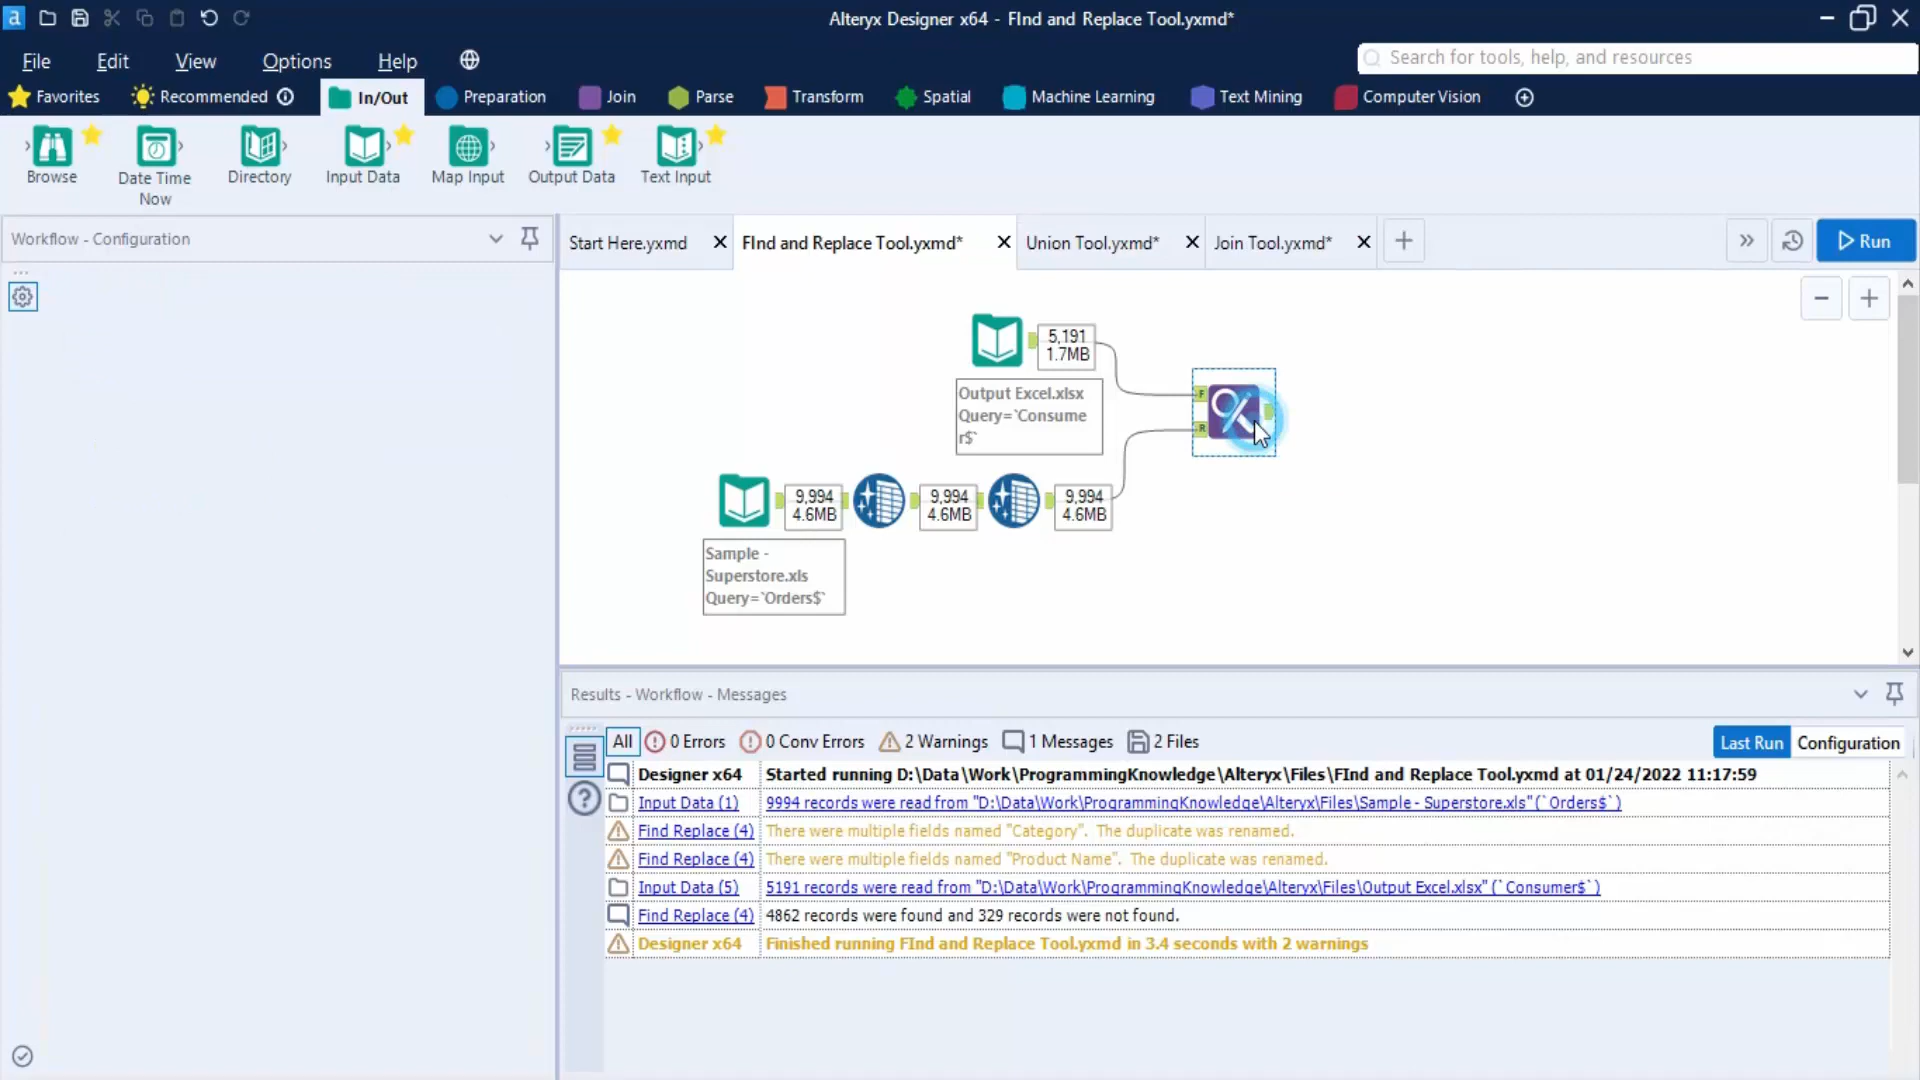 a
Alteryx Designer x64 - FInd and Replace Tool.yxmd*
File Edit View Options Help
Search for tools, help, and resources
Favorites Recommended In/Out Preparation Join Parse Transform Spatial Machine Learning Text Mining Computer Vision
Browse Date Time Now Directory Input Data Map Input Output Data Text Input
Workflow - Configuration
Start Here.yxmd FInd and Replace Tool.yxmd* Union Tool.yxmd* Join Tool.yxmd* Run
5,191
1.7MB
Output Excel.xlsx
Query=`Consume
r$`
F
R
9,994
4.6MB
9,994
4.6MB
9,994
4.6MB
Sample -
Superstore.xls
Query=`Orders$`
Results - Workflow - Messages
All 0 Errors 0 Conv Errors 2 Warnings 1 Messages 2 Files Last Run Configuration
Designer x64 Started running D:\Data\Work\ProgrammingKnowledge\Alteryx\Files\FInd and Replace Tool.yxmd at 01/24/2022 11:17:59
Input Data (1) 9994 records were read from "D:\Data\Work\ProgrammingKnowledge\Alteryx\Files\Sample - Superstore.xls" (`Orders$`)
Find Replace (4) There were multiple fields named "Category". The duplicate was renamed.
Find Replace (4) There were multiple fields named "Product Name". The duplicate was renamed.
Input Data (5) 5191 records were read from "D:\Data\Work\ProgrammingKnowledge\Alteryx\Files\Output Excel.xlsx" (`Consumer$`)
Find Replace (4) 4862 records were found and 329 records were not found.
Designer x64 Finished running FInd and Replace Tool.yxmd in 3.4 seconds with 2 warnings